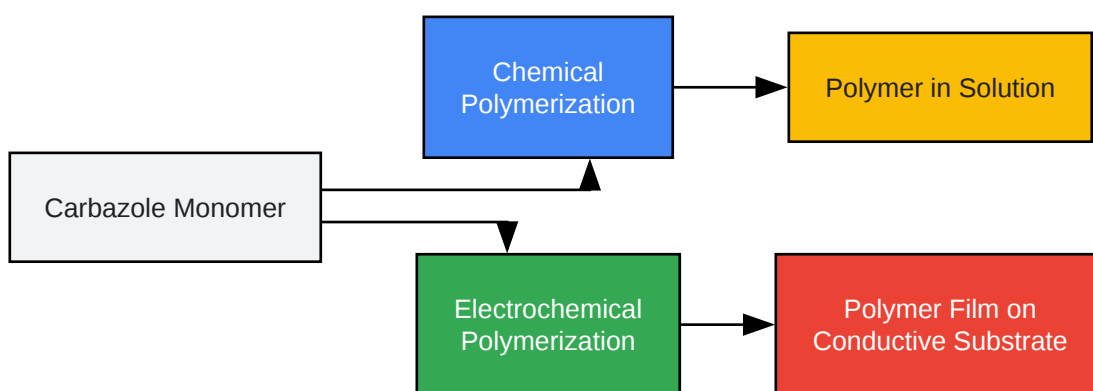 Chemical
Polymerization
Polymer in Solution
Carbazole Monomer
Electrochemical
Polymerization
Polymer Film on
Conductive Substrate